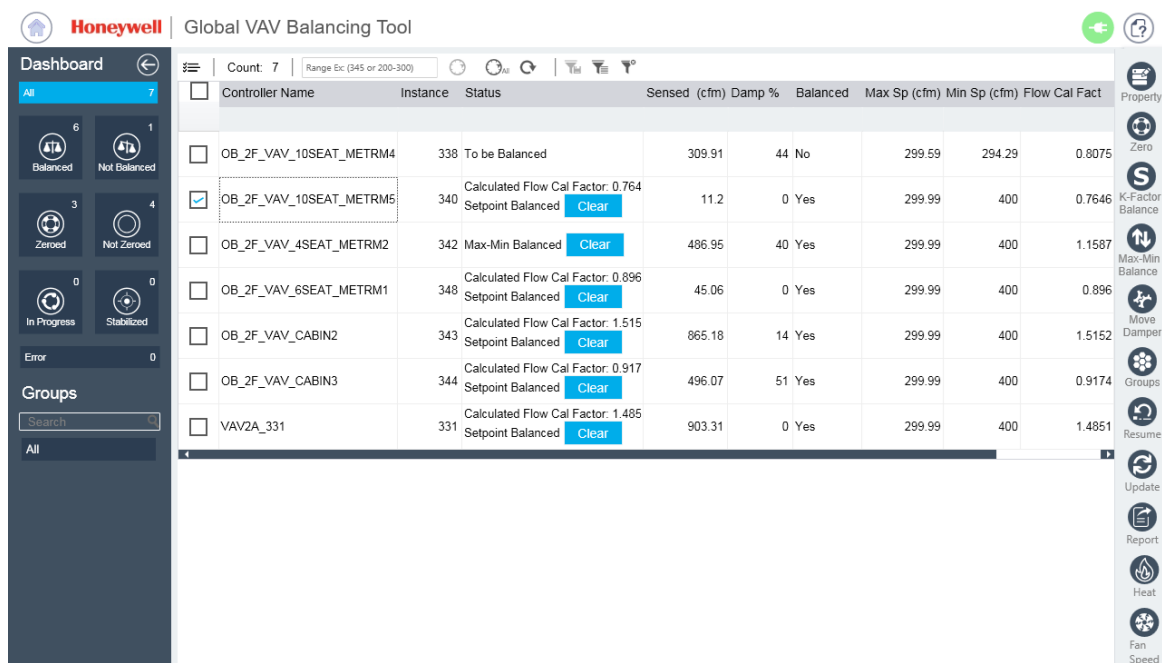 Honeywell | Global VAV Balancing Tool
Dashboard
All 7
6
Balanced
1
Not Balanced
3
Zeroed
4
Not Zeroed
0
In Progress
0
Stabilized
Error 0
Groups
Search
All
Count: 7 Range Ex: (345 or 200-300) All
Controller Name Instance Status Sensed (cfm) Damp % Balanced Max Sp (cfm) Min Sp (cfm) Flow Cal Fact
OB_2F_VAV_10SEAT_METRM4 338 To be Balanced 309.91 44 No 299.59 294.29 0.8075
Calculated Flow Cal Factor: 0.764
OB_2F_VAV_10SEAT_METRM5 340 Setpoint Balanced Clear 11.2 0 Yes 299.99 400 0.7646
OB_2F_VAV_4SEAT_METRM2 342 Max-Min Balanced Clear 486.95 40 Yes 299.99 400 1.1587
Calculated Flow Cal Factor: 0.896
OB_2F_VAV_6SEAT_METRM1 348 Setpoint Balanced Clear 45.06 0 Yes 299.99 400 0.896
Calculated Flow Cal Factor: 1.515
OB_2F_VAV_CABIN2 343 Setpoint Balanced Clear 865.18 14 Yes 299.99 400 1.5152
Calculated Flow Cal Factor: 0.917
OB_2F_VAV_CABIN3 344 Setpoint Balanced Clear 496.07 51 Yes 299.99 400 0.9174
Calculated Flow Cal Factor: 1.485
VAV2A_331 331 Setpoint Balanced Clear 903.31 0 Yes 299.99 400 1.4851
Property
Zero
K-Factor
Balance
Max-Min
Balance
Move
Damper
Groups
Resume
Update
Report
Heat
Fan
Speed